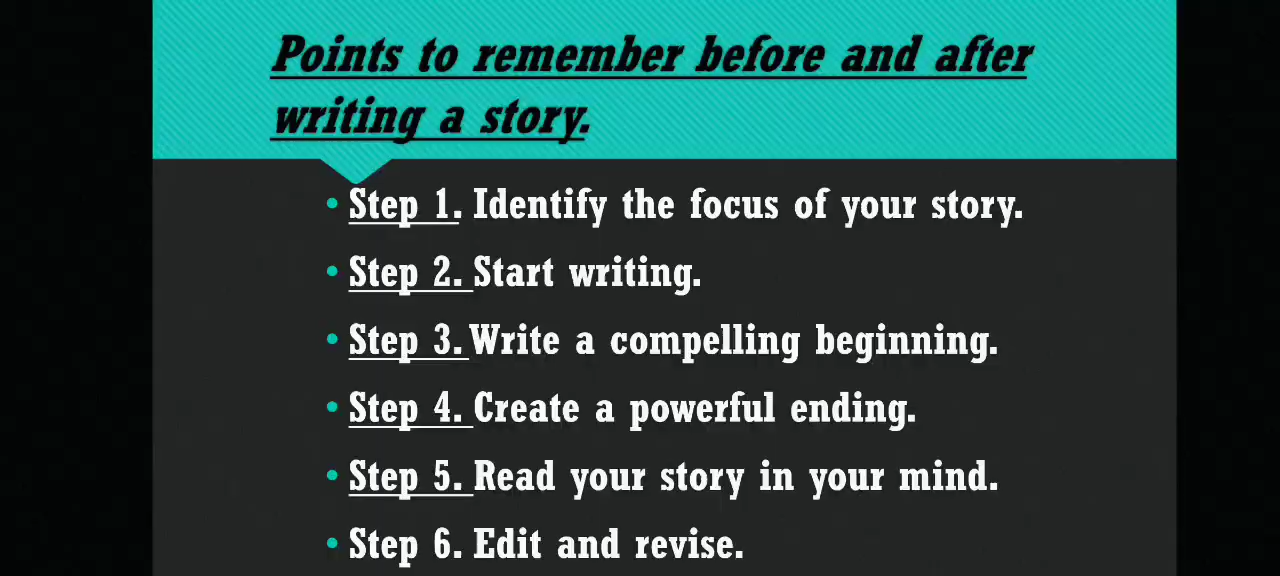 Points to remember before and after
writing a story.
• Step 1. Identify the focus of your story.
• Step 2. Start writing.
• Step 3. Write a compelling beginning.
• Step 4. Create a powerful ending.
• Step 5. Read your story in your mind.
• Step 6. Edit and revise.